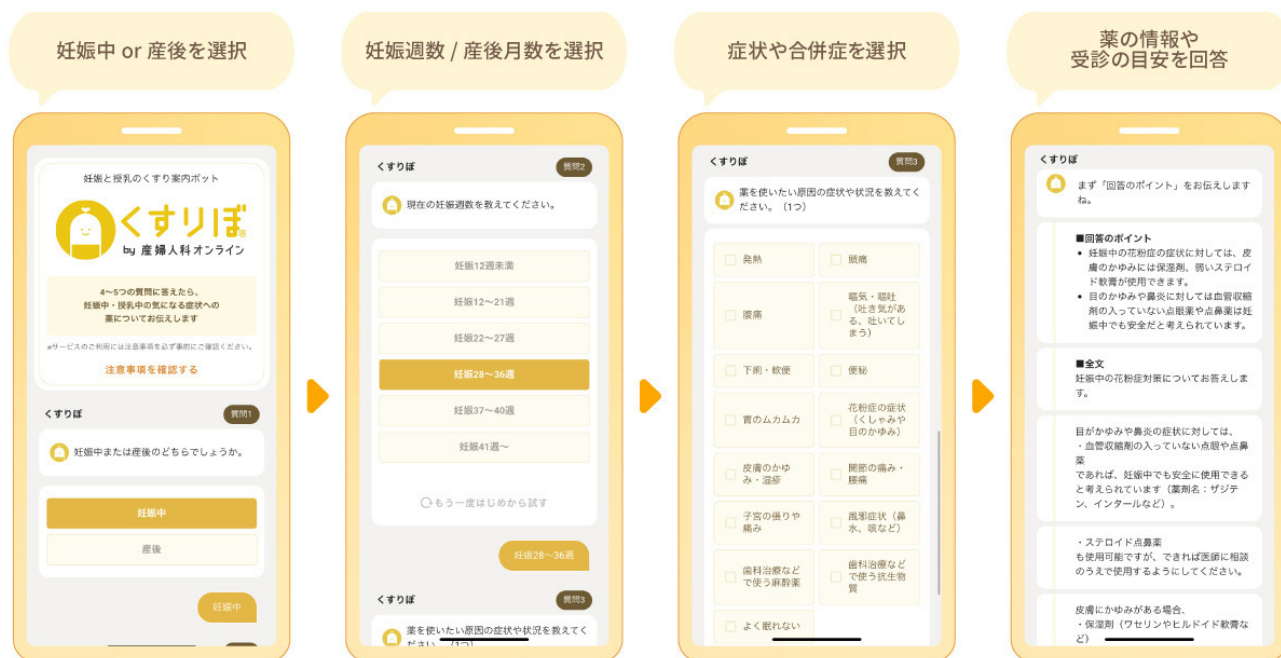 妊娠中 or 産後を選択
妊娠週数 / 産後月数を選択
症状や合併症を選択
薬の情報や
受診の目安を回答
妊娠と授乳のくすり案内ボット
くすりぼ®
by 産婦人科オンライン
4〜5つの質問に答えたら、
妊娠中・授乳中の気になる症状への
薬についてお伝えします
※サービスのご利用には注意事項を必ず事前にご確認ください。
注意事項を確認する
くすりぼ
質問1
妊娠中または産後のどちらでしょうか。
妊娠中
産後
妊娠中
くすりぼ
質問2
現在の妊娠週数を教えてください。
妊娠12週未満
妊娠12〜21週
妊娠22〜27週
妊娠28〜36週
妊娠37〜40週
妊娠41週〜
もう一度はじめから試す
妊娠28〜36週
くすりぼ
質問3
薬を使いたい原因の症状や状況を教えてく
ださい。（1つ）
くすりぼ
質問3
薬を使いたい原因の症状や状況を教えてく
ださい。（1つ）
発熱
頭痛
腹痛
嘔気・嘔吐
（吐き気があ
る、吐いてし
まう）
下痢・軟便
便秘
胃のムカムカ
花粉症の症状
（くしゃみや
目のかゆみ）
皮膚のかゆ
み・湿疹
関節の痛み・
腰痛
子宮の張りや
痛み
風邪症状（鼻
水、咳など）
歯科治療など
で使う麻酔薬
歯科治療など
で使う抗生物
質
よく眠れない
くすりぼ
まず「回答のポイント」をお伝えします
ね。
■回答のポイント
• 妊娠中の花粉症の症状に対しては、皮
膚のかゆみには保湿剤、弱いステロイ
ド軟膏が使用できます。
• 目のかゆみや鼻炎に対しては血管収縮
剤の入っていない点眼薬や点鼻薬は妊
娠中でも安全だと考えられています。
■全文
妊娠中の花粉症対策についてお答えしま
す。
目がかゆみや鼻炎の症状に対しては、
・血管収縮剤の入っていない点眼や点鼻
薬
であれば、妊娠中でも安全に使用できる
と考えられています（薬剤名：ザジテ
ン、インタールなど）。
・ステロイド点鼻薬
も使用可能ですが、できれば医師に相談
のうえで使用するようにしてください。
皮膚にかゆみがある場合、
・保湿剤（ワセリンやヒルドイド軟膏な
ど）